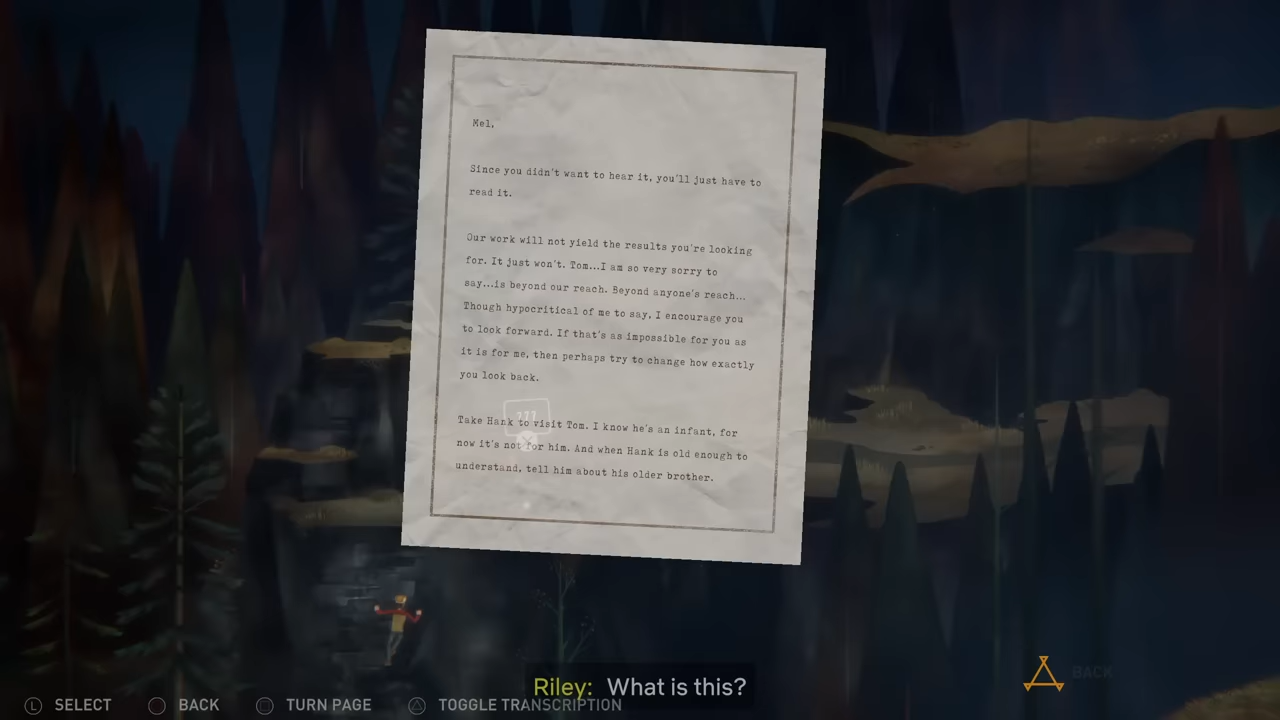 Mel,
Since you didn't want to hear it, you'll just have to
read it.
Our work will not yield the results you're looking
for. It just won't. Tom...I am so very sorry to
say...is beyond our reach. Beyond anyone's reach...
Though hypocritical of me to say, I encourage you
to look forward. If that's as impossible for you as
it is for me, then perhaps try to change how exactly
you look back.
???
Take Hank to visit Tom. I know he's an infant, for
now it's not for him. And when Hank is old enough to
understand, tell him about his older brother.
BACK
Riley: What is this?
L SELECT BACK TURN PAGE TOGGLE TRANSCRIPTION